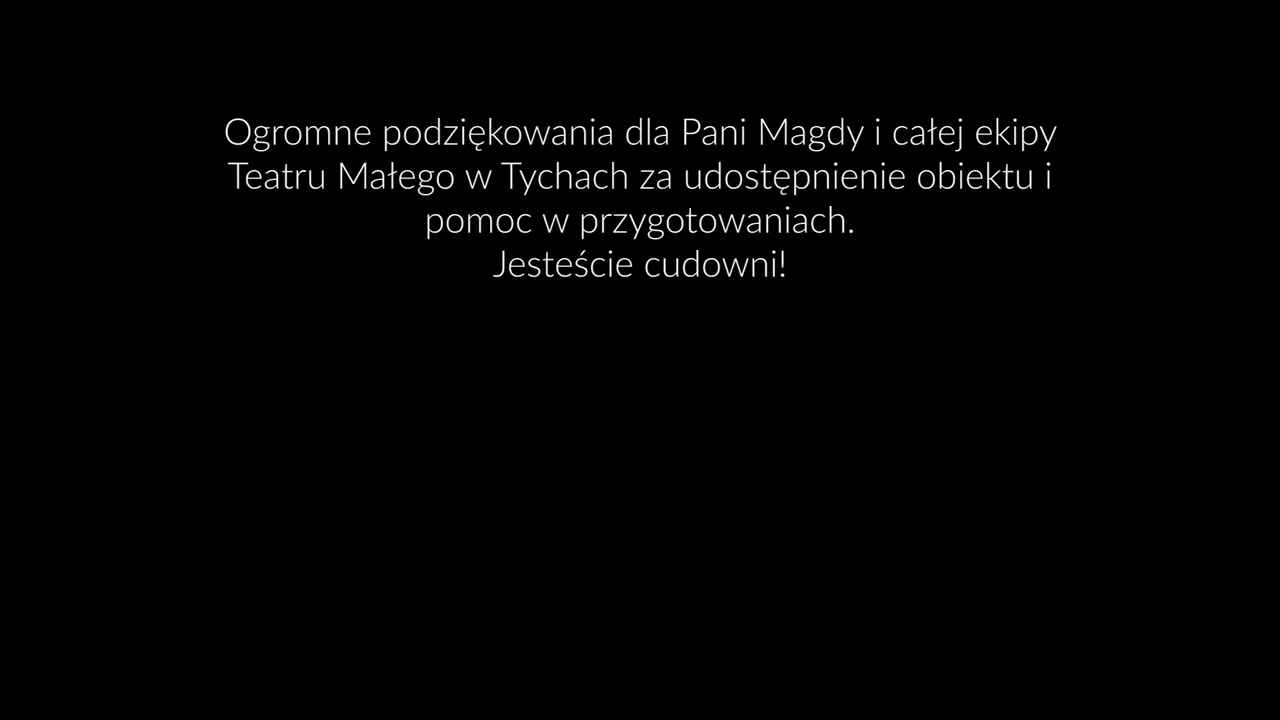 Ogromne podziękowania dla Pani Magdy i całej ekipy
Teatru Małego w Tychach za udostępnienie obiektu i
pomoc w przygotowaniach.
Jesteście cudowni!